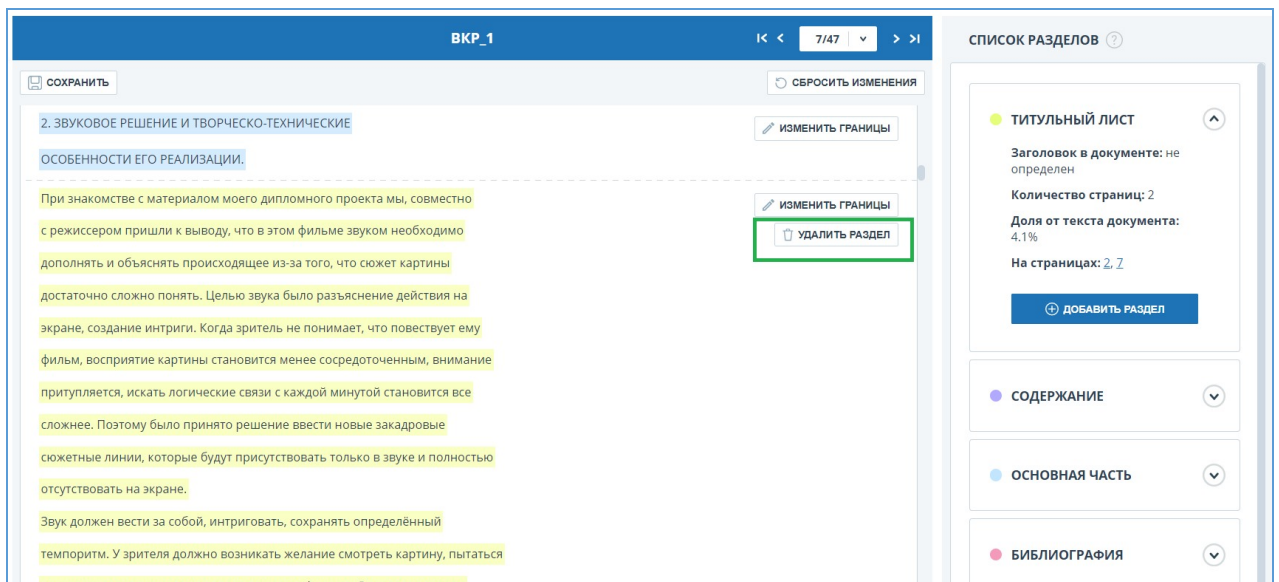 ВКР_1
7/47
СОХРАНИТЬ
СБРОСИТЬ ИЗМЕНЕНИЯ
2. ЗВУКОВОЕ РЕШЕНИЕ И ТВОРЧЕСКО-ТЕХНИЧЕСКИЕ
ОСОБЕННОСТИ ЕГО РЕАЛИЗАЦИИ.
ИЗМЕНИТЬ ГРАНИЦЫ
При знакомстве с материалом моего дипломного проекта мы, совместно
с режиссером пришли к выводу, что в этом фильме звуком необходимо
дополнять и объяснять происходящее из-за того, что сюжет картины
достаточно сложно понять. Целью звука было разъяснение действия на
экране, создание интриги. Когда зритель не понимает, что повествует ему
фильм, восприятие картины становится менее сосредоточенным, внимание
притупляется, искать логические связи с каждой минутой становится все
сложнее. Поэтому было принято решение ввести новые закадровые
сюжетные линии, которые будут присутствовать только в звуке и полностью
отсутствовать на экране.
Звук должен вести за собой, интриговать, сохранять определённый
темпоритм. У зрителя должно возникать желание смотреть картину, пытаться
ИЗМЕНИТЬ ГРАНИЦЫ
УДАЛИТЬ РАЗДЕЛ
СПИСОК РАЗДЕЛОВ ?
ТИТУЛЬНЫЙ ЛИСТ
Заголовок в документе: не
определен
Количество страниц: 2
Доля от текста документа:
4.1%
На страницах: 2, 7
ДОБАВИТЬ РАЗДЕЛ
СОДЕРЖАНИЕ
ОСНОВНАЯ ЧАСТЬ
БИБЛИОГРАФИЯ